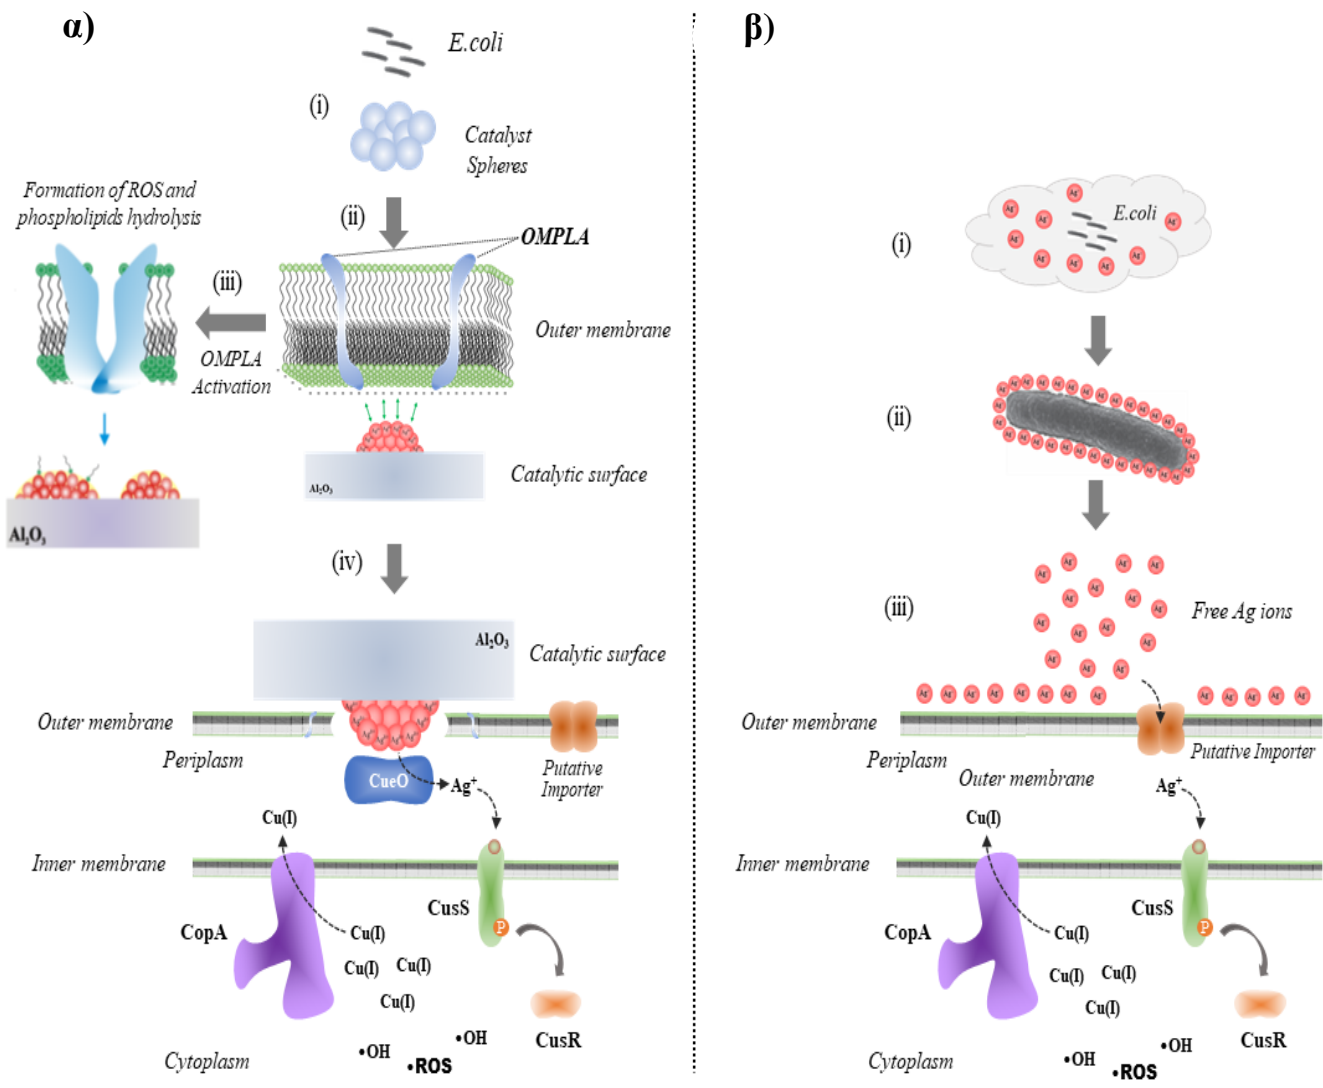 α)
E.coli
(i)
Catalyst
Spheres
Formation of ROS and
phospholipids hydrolysis
(ii)
OMPLA
(iii)
Outer membrane
OMPLA
Activation
Catalytic surface
Al₂O₃
Al₂O₃
(iv)
Al₂O₃
Catalytic surface
Outer membrane
Periplasm
Putative
Importer
CueO
Ag⁺
Cu(I)
Inner membrane
CusS
P
CopA
Cu(I)
Cu(I)
Cu(I)
Cu(I)
CusR
•OH
•OH
•ROS
Cytoplasm
β)
(i)
E.coli
(ii)
(iii)
Free Ag ions
Outer membrane
Putative Importer
Periplasm
Outer membrane
Ag⁺
Cu(I)
Inner membrane
CusS
P
CopA
Cu(I)
Cu(I)
Cu(I)
Cu(I)
CusR
•OH
•OH
•ROS
Cytoplasm